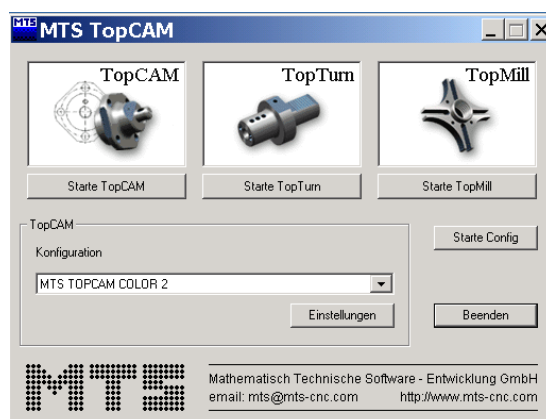 MTS MTS TopCAM
TopCAM TopTurn TopMill
Starte TopCAM Starte TopTurn Starte TopMill
TopCAM
Starte Config
Konfiguration
MTS TOPCAM COLOR 2
Einstellungen Beenden
MTS
Mathematisch Technische Software - Entwicklung GmbH
email: mts@mts-cnc.com http://www.mts-cnc.com